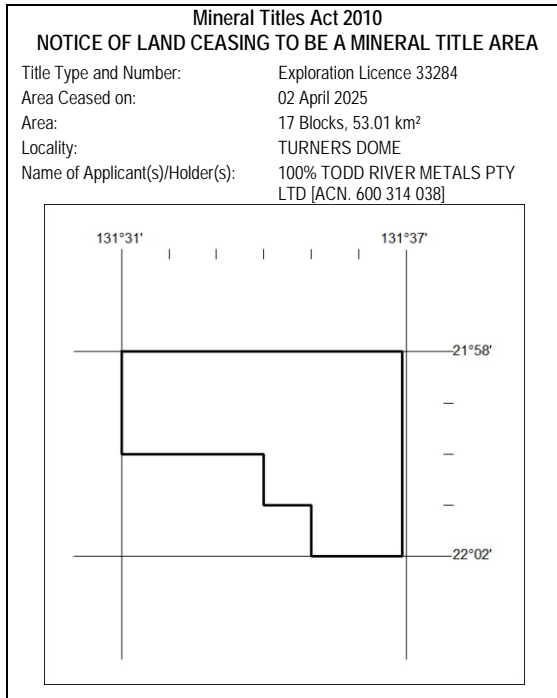 Mineral Titles Act 2010
NOTICE OF LAND CEASING TO BE A MINERAL TITLE AREA
Title Type and Number: Exploration Licence 33284
Area Ceased on: 02 April 2025
Area: 17 Blocks, 53.01 km²
Locality: TURNERS DOME
Name of Applicant(s)/Holder(s): 100% TODD RIVER METALS PTY
LTD [ACN. 600 314 038]
131°31' 131°37'
21°58'
22°02'